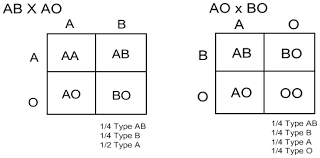 AB X AO
A B
A AA AB
O AO BO
1/4 Type AB
1/4 Type B
1/2 Type A
AO x BO
A O
B AB BO
O AO OO
1/4 Type AB
1/4 Type B
1/4 Type A
1/4 Type O